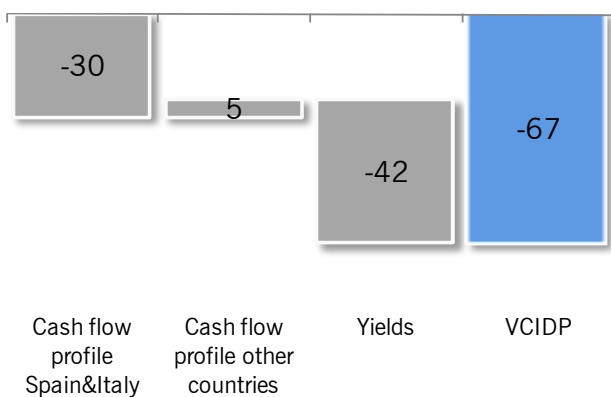 -30
5
-42
-67
Cash flow
profile
Spain&Italy
Cash flow
profile other
countries
Yields
VCIDP